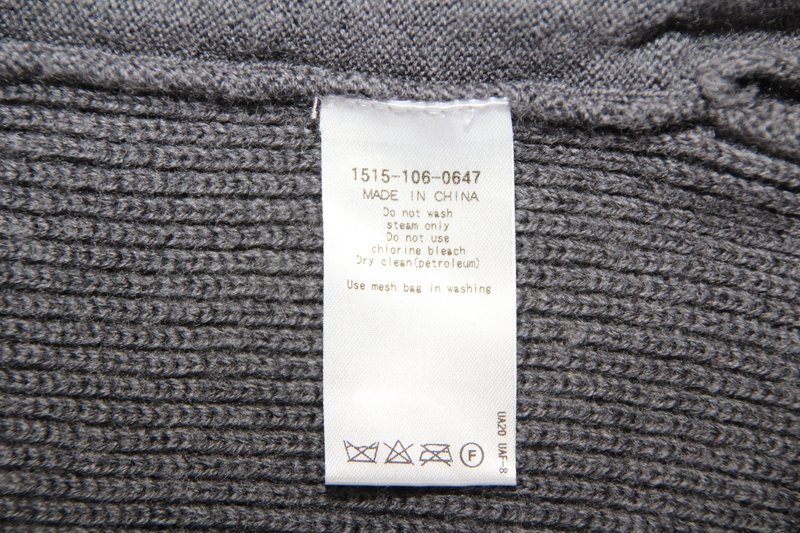 1515-106-0647
MADE IN CHINA
Do not wash
steam only
Do not use
chlorine bleach
Dry clean(petroleum)
Use mesh bag in washing
UA20 UAF-8
F